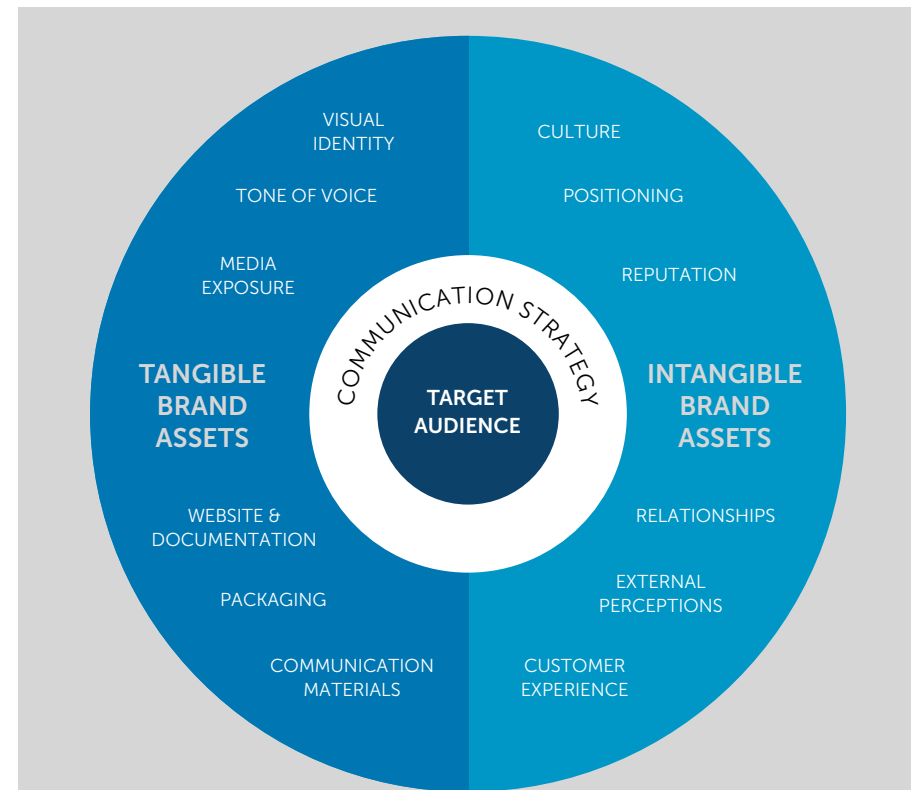 VISUAL
IDENTITY
TONE OF VOICE
MEDIA
EXPOSURE
TANGIBLE
BRAND
ASSETS
WEBSITE &
DOCUMENTATION
PACKAGING
COMMUNICATION
MATERIALS
COMMUNICATION STRATEGY
TARGET
AUDIENCE
CULTURE
POSITIONING
REPUTATION
INTANGIBLE
BRAND
ASSETS
RELATIONSHIPS
EXTERNAL
PERCEPTIONS
CUSTOMER
EXPERIENCE